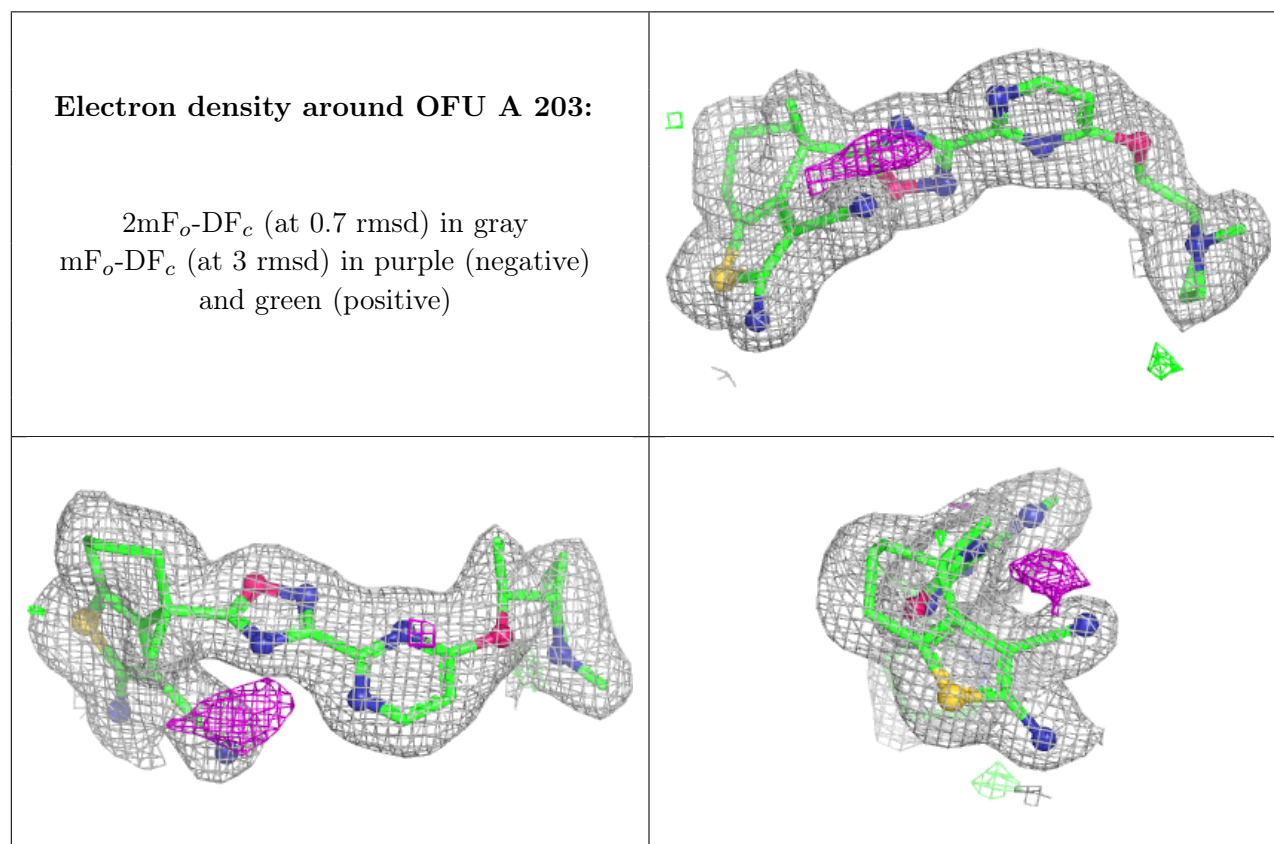 Electron density around OFU A 203:
2mFₒ-DF𝒸 (at 0.7 rmsd) in gray
mFₒ-DF𝒸 (at 3 rmsd) in purple (negative)
and green (positive)